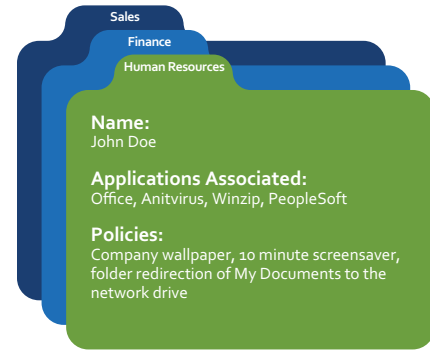 Sales
Finance
Human Resources
Name:
John Doe
Applications Associated:
Office, Anitvirus, Winzip, PeopleSoft
Policies:
Company wallpaper, 10 minute screensaver,
folder redirection of My Documents to the
network drive